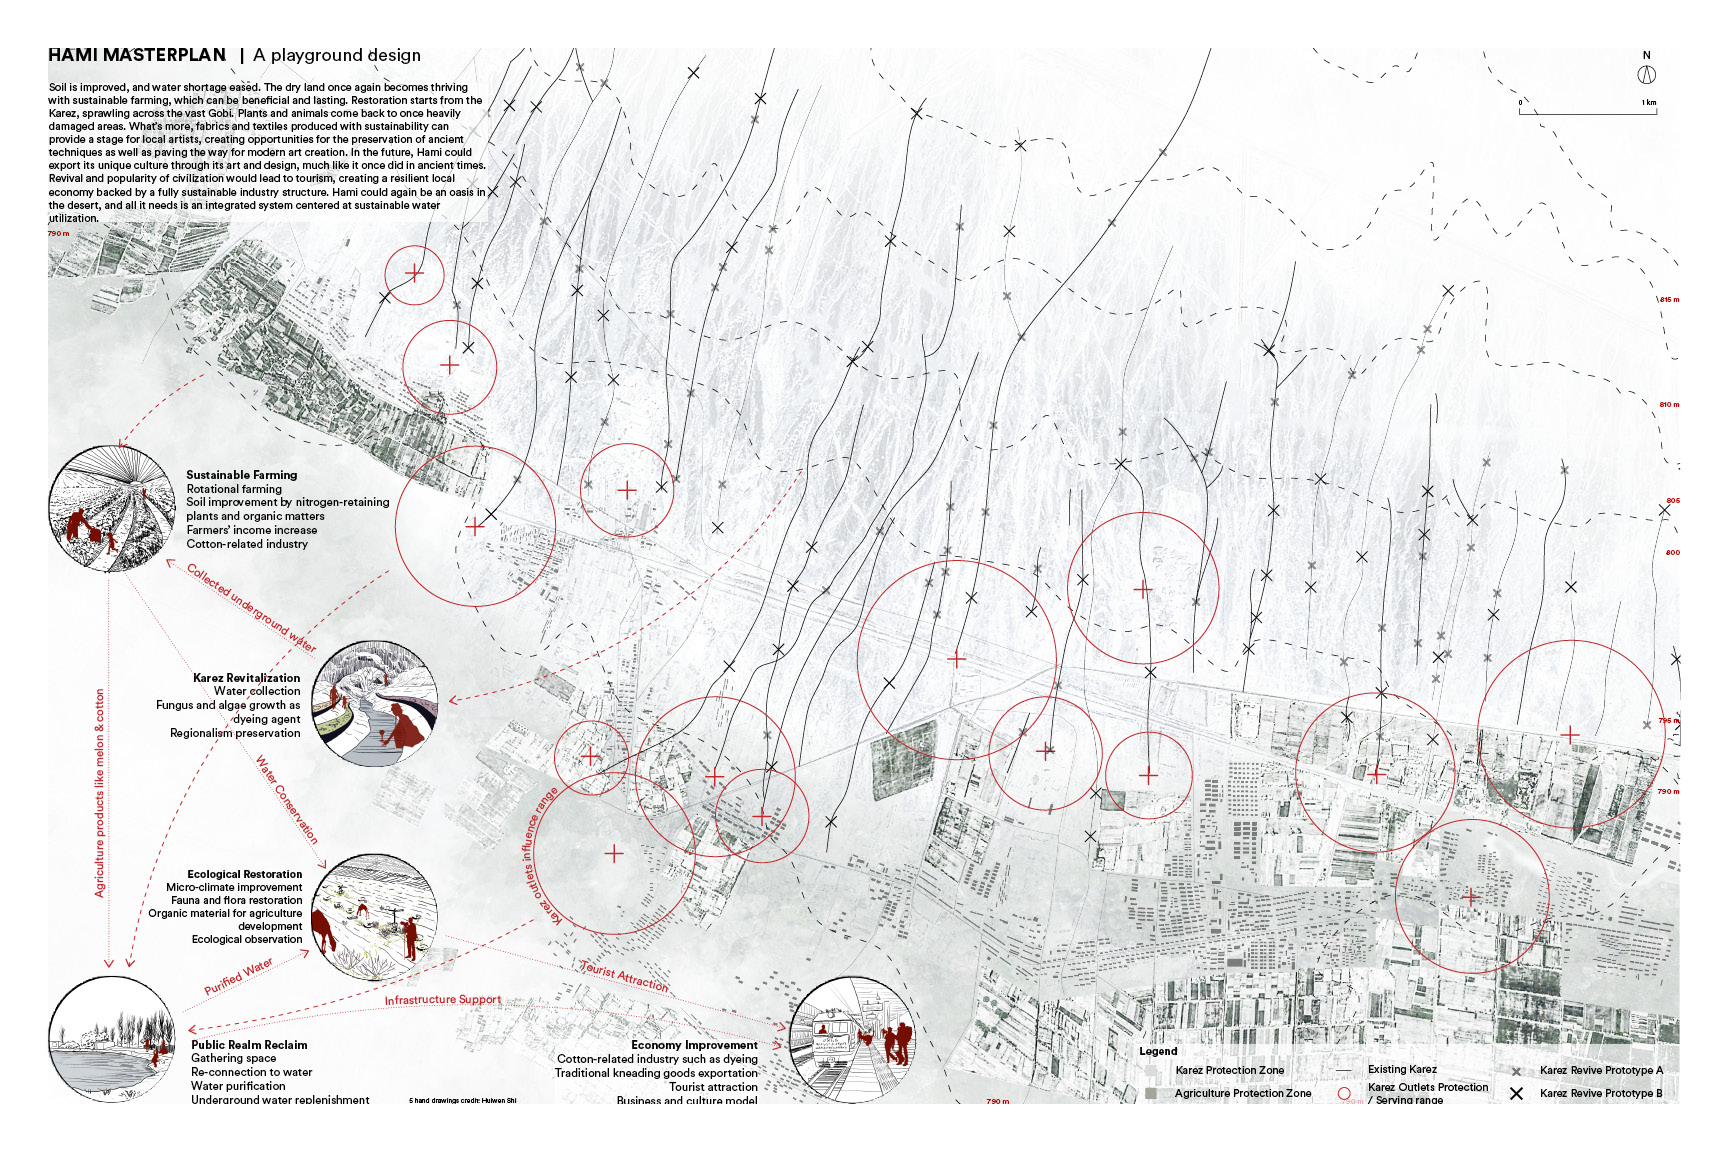 HAMI MASTERPLAN | A playground design
Soil is improved, and water shortage eased. The dry land once again becomes thriving
with sustainable farming, which can be beneficial and lasting. Restoration starts from the
Karez, sprawling across the vast Gobi. Plants and animals come back to once heavily
damaged areas. What's more, fabrics and textiles produced with sustainability can
provide a stage for local artists, creating opportunities for the preservation of ancient
techniques as well as paving the way for modern art creation. In the future, Hami could
export its unique culture through its art and design, much like it once did in ancient times.
Revival and popularity of civilization would lead to tourism, creating a resilient local
economy backed by a fully sustainable industry structure. Hami could again be an oasis in
the desert, and all it needs is an integrated system centered at sustainable water
utilization.
790 m
N
0 1 km
815 m
810 m
805
800
795 m
790 m
Sustainable Farming
Rotational farming
Soil improvement by nitrogen-retaining
plants and organic matters
Farmers' income increase
Cotton-related industry
Collected underground water
Karez Revitalization
Water collection
Fungus and algae growth as
dyeing agent
Regionalism preservation
Agriculture products like melon & cotton
Water Conservation
Karez outlets influence range
Ecological Restoration
Micro-climate improvement
Fauna and flora restoration
Organic material for agriculture
development
Ecological observation
Purified Water
Tourist Attraction
Infrastructure Support
Public Realm Reclaim
Gathering space
Re-connection to water
Water purification
Underground water replenishment
5 hand drawings credit: Huiwen Shi
Economy Improvement
Cotton-related industry such as dyeing
Traditional kneading goods exportation
Tourist attraction
Business and culture model
790 m
Legend
Karez Protection Zone
Agriculture Protection Zone
Existing Karez
Karez Outlets Protection
/ Serving range
790 m
Karez Revive Prototype A
Karez Revive Prototype B